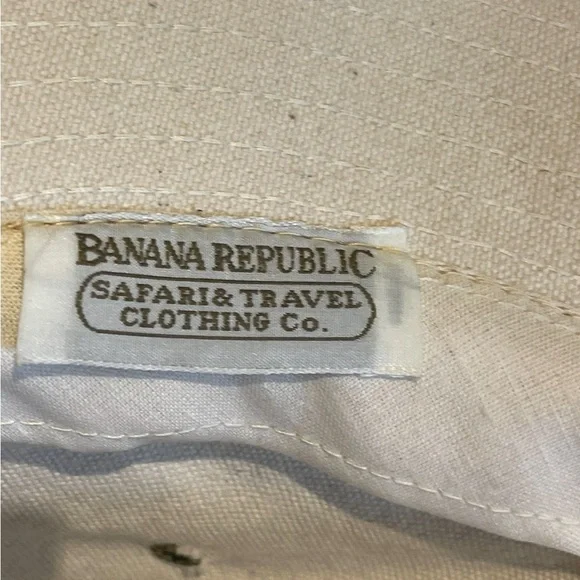 BANANA REPUBLIC
SAFARI & TRAVEL
CLOTHING CO.